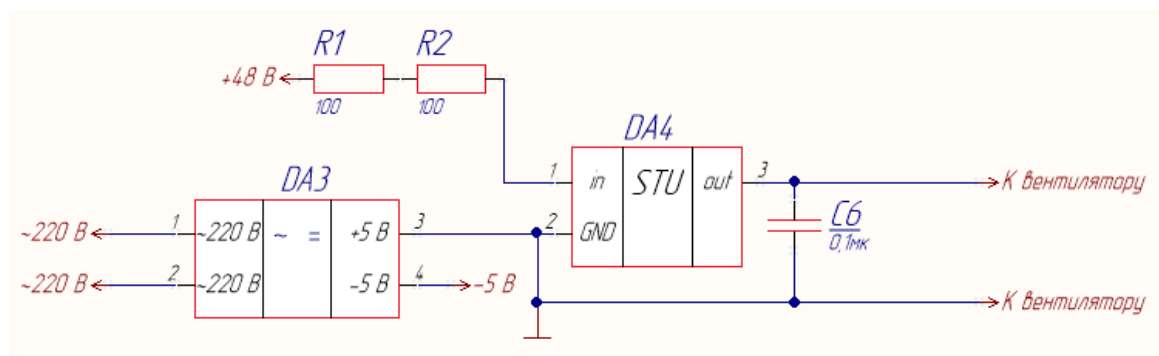 R1 R2
+48 В
100 100
DA4
1 in STU out 3
К вентилятору
DA3
C6
0,1мк
~220 В 1 ~220 В ~ = +5 В 3
2 GND
~220 В 2 ~220 В -5 В 4 -5 В
К вентилятору